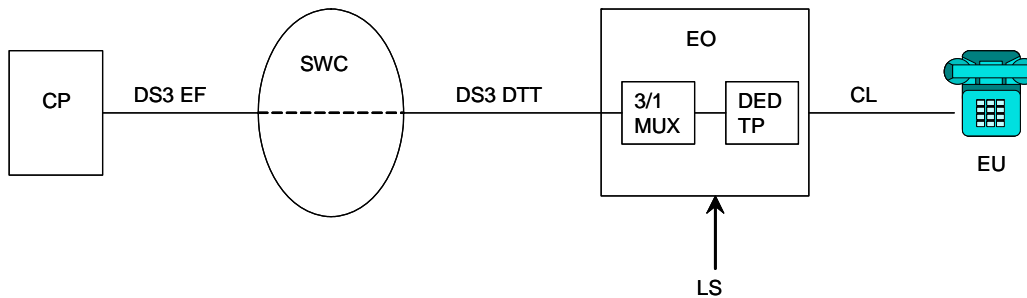 CP
DS3 EF
SWC
DS3 DTT
EO
3/1
MUX
DED
TP
CL
EU
LS